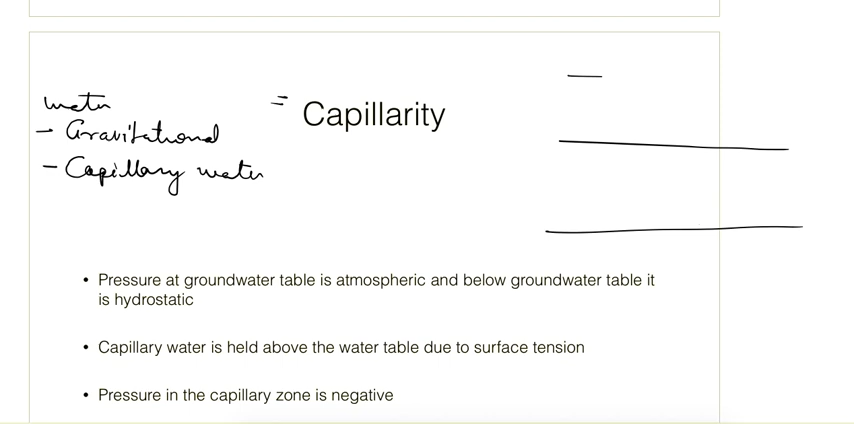 water
- Gravitational
- Capillary water
= Capillarity
• Pressure at groundwater table is atmospheric and below groundwater table it
is hydrostatic
• Capillary water is held above the water table due to surface tension
• Pressure in the capillary zone is negative